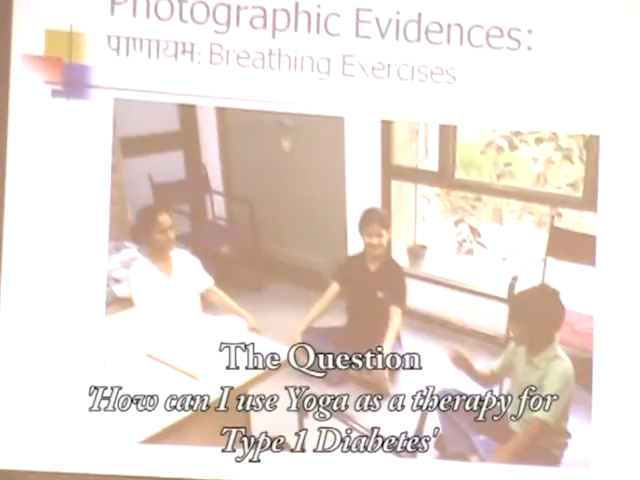 Photographic Evidences:
पाणायम: Breathing Exercises
The Question
'How can I use Yoga as a therapy for
Type 1 Diabetes'